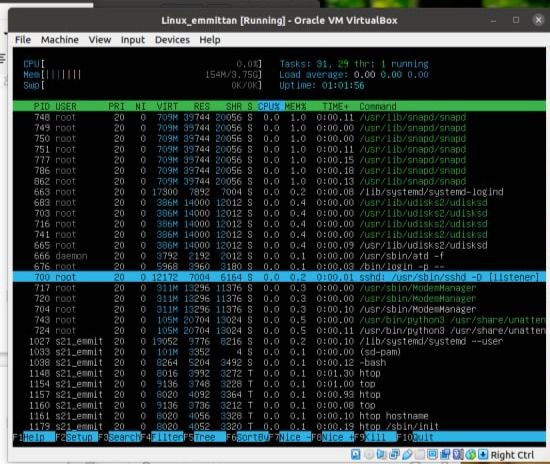 Linux_emmittan [Running] - Oracle VM VirtualBox
File Machine View Input Devices Help
CPU[ 0.0%] Tasks: 31, 29 thr: 1 running
Mem[||||||| 154M/3.75G] Load average: 0.00 0.00 0.00
Swp[ 0K/0K] Uptime: 01:01:56
PID USER PRI NI VIRT RES SHR S CPU% MEM% TIME+ Command
748 root 20 0 709M 39744 20056 S 0.0 1.0 0:00.11 /usr/lib/snapd/snapd
749 root 20 0 709M 39744 20056 S 0.0 1.0 0:00.00 /usr/lib/snapd/snapd
750 root 20 0 709M 39744 20056 S 0.0 1.0 0:00.00 /usr/lib/snapd/snapd
751 root 20 0 709M 39744 20056 S 0.0 1.0 0:00.11 /usr/lib/snapd/snapd
777 root 20 0 709M 39744 20056 S 0.0 1.0 0:00.15 /usr/lib/snapd/snapd
786 root 20 0 709M 39744 20056 S 0.0 1.0 0:00.18 /usr/lib/snapd/snapd
862 root 20 0 709M 39744 20056 S 0.0 1.0 0:00.13 /usr/lib/snapd/snapd
663 root 20 0 17300 7892 7004 S 0.0 0.2 0:00.08 /lib/systemd/systemd-logind
683 root 20 0 386M 14000 12012 S 0.0 0.4 0:00.00 /usr/lib/udisks2/udisksd
703 root 20 0 386M 14000 12012 S 0.0 0.4 0:00.00 /usr/lib/udisks2/udisksd
716 root 20 0 386M 14000 12012 S 0.0 0.4 0:00.00 /usr/lib/udisks2/udisksd
741 root 20 0 386M 14000 12012 S 0.0 0.4 0:00.00 /usr/lib/udisks2/udisksd
665 root 20 0 386M 14000 12012 S 0.0 0.4 0:00.09 /usr/lib/udisks2/udisksd
666 daemon 20 0 3792 2192 2012 S 0.0 0.1 0:00.00 /usr/sbin/atd -f
676 root 20 0 5968 3960 3180 S 0.0 0.1 0:00.03 /bin/login -p --
700 root 20 0 12172 7004 6164 S 0.0 0.2 0:00.01 sshd: /usr/sbin/sshd -D [listener]
717 root 20 0 311M 13296 11376 S 0.0 0.3 0:00.00 /usr/sbin/ModemManager
720 root 20 0 311M 13296 11376 S 0.0 0.3 0:00.00 /usr/sbin/ModemManager
704 root 20 0 311M 13296 11376 S 0.0 0.3 0:00.10 /usr/sbin/ModemManager
743 root 20 0 105M 20704 13024 S 0.0 0.5 0:00.00 /usr/bin/python3 /usr/share/unatten
724 root 20 0 105M 20704 13024 S 0.0 0.5 0:00.11 /usr/bin/python3 /usr/share/unatten
1027 s21_emmit 20 0 19052 9776 8216 S 0.0 0.2 0:00.10 /lib/systemd/systemd --user
1033 s21_emmit 20 0 101M 3352 4 S 0.0 0.1 0:00.00 (sd-pam)
1038 s21_emmit 20 0 8264 5204 3492 S 0.0 0.1 0:00.12 -bash
1148 s21_emmit 20 0 8016 3992 3272 T 0.0 0.1 0:01.30 htop
1154 s21_emmit 20 0 9136 3748 3228 T 0.0 0.1 0:01.00 top
1157 s21_emmit 20 0 8020 4092 3364 T 0.0 0.1 0:00.93 htop
1160 s21_emmit 20 0 9136 3736 3212 T 0.0 0.1 0:00.08 top
1161 s21_emmit 20 0 8020 4056 3328 T 0.0 0.1 0:00.10 htop hostname
1179 s21_emmit 20 0 8020 4052 3320 T 0.0 0.1 0:00.19 htop /sbin/init
F1Help F2Setup F3SearchF4FilterF5Tree F6SortByF7Nice -F8Nice +F9Kill F10Quit
Right Ctrl